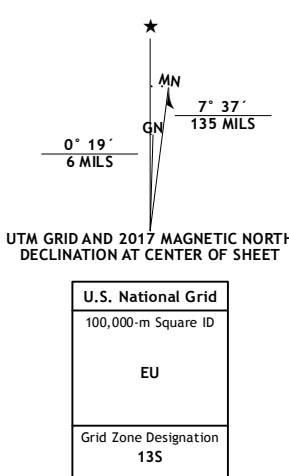 ★
MN
GN
7° 37´
135 MILS
0° 19´
6 MILS
UTM GRID AND 2017 MAGNETIC NORTH
DECLINATION AT CENTER OF SHEET
U.S. National Grid
100,000-m Square ID
EU
Grid Zone Designation
13S